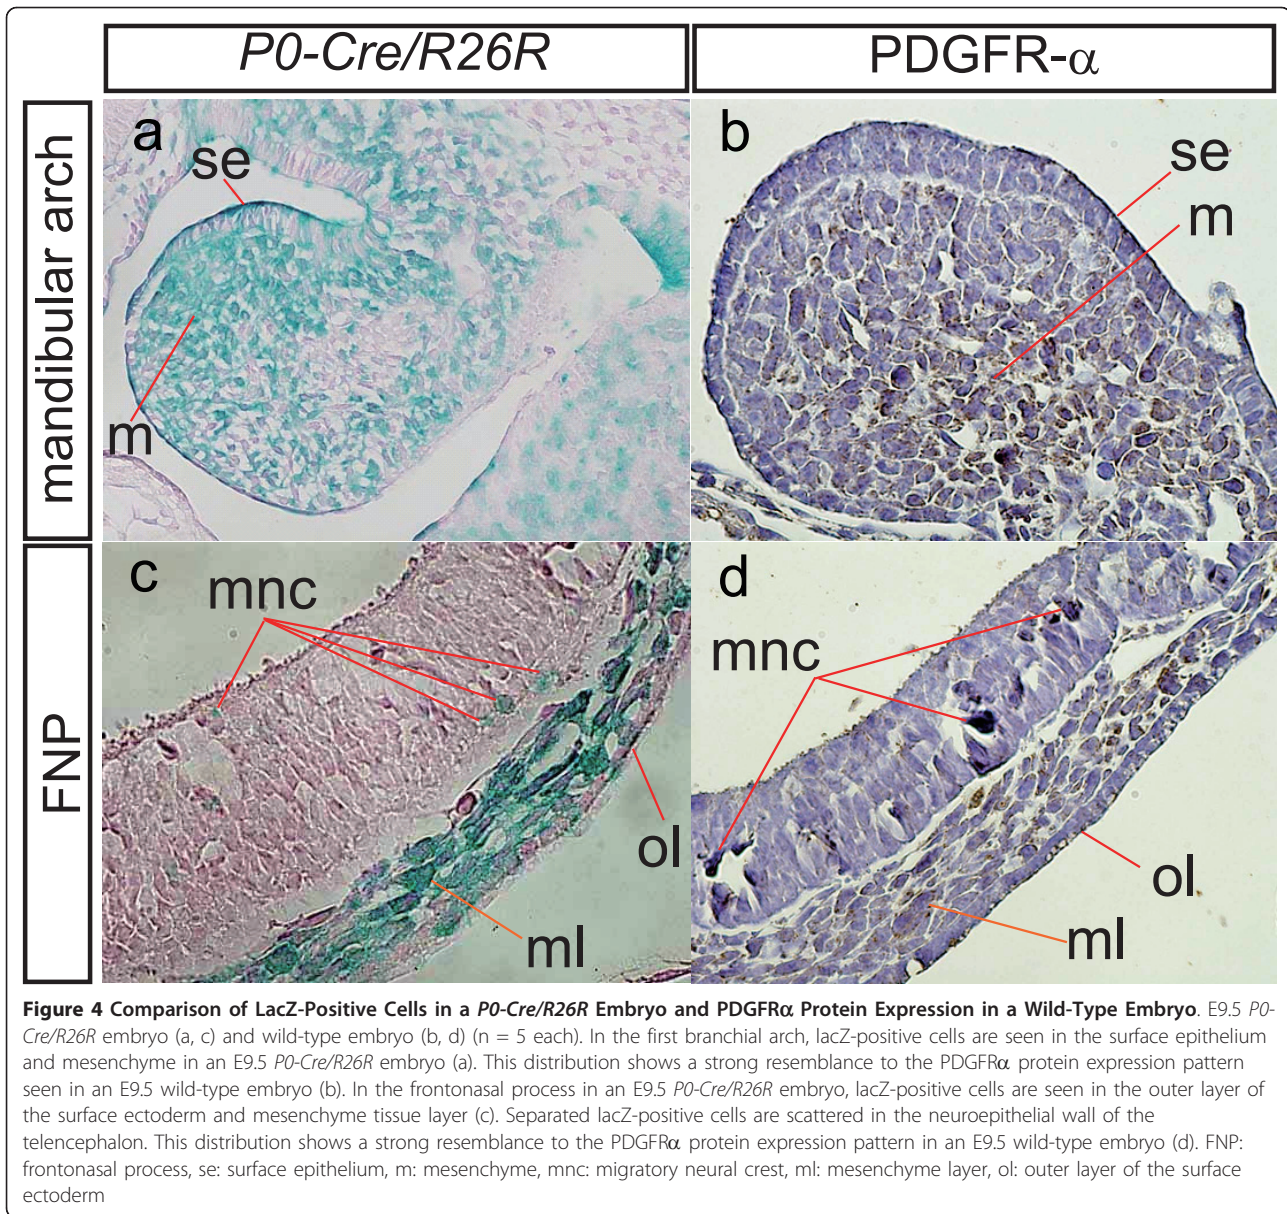 P0-Cre/R26R
PDGFR-α
mandibular arch
a
se
m
b
se
m
FNP
c
mnc
ol
ml
d
mnc
ol
ml
Figure 4 Comparison of LacZ-Positive Cells in a P0-Cre/R26R Embryo and PDGFRα Protein Expression in a Wild-Type Embryo. E9.5 P0-
Cre/R26R embryo (a, c) and wild-type embryo (b, d) (n = 5 each). In the first branchial arch, lacZ-positive cells are seen in the surface epithelium
and mesenchyme in an E9.5 P0-Cre/R26R embryo (a). This distribution shows a strong resemblance to the PDGFRα protein expression pattern
seen in an E9.5 wild-type embryo (b). In the frontonasal process in an E9.5 P0-Cre/R26R embryo, lacZ-positive cells are seen in the outer layer of
the surface ectoderm and mesenchyme tissue layer (c). Separated lacZ-positive cells are scattered in the neuroepithelial wall of the
telencephalon. This distribution shows a strong resemblance to the PDGFRα protein expression pattern in an E9.5 wild-type embryo (d). FNP:
frontonasal process, se: surface epithelium, m: mesenchyme, mnc: migratory neural crest, ml: mesenchyme layer, ol: outer layer of the surface
ectoderm